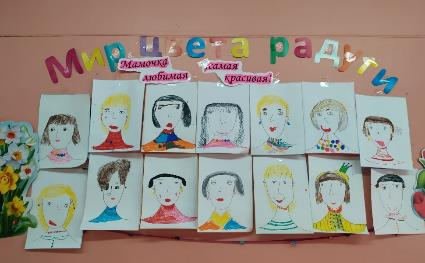 Мир цвета радуги
Мамочка самая
любимая красивая!